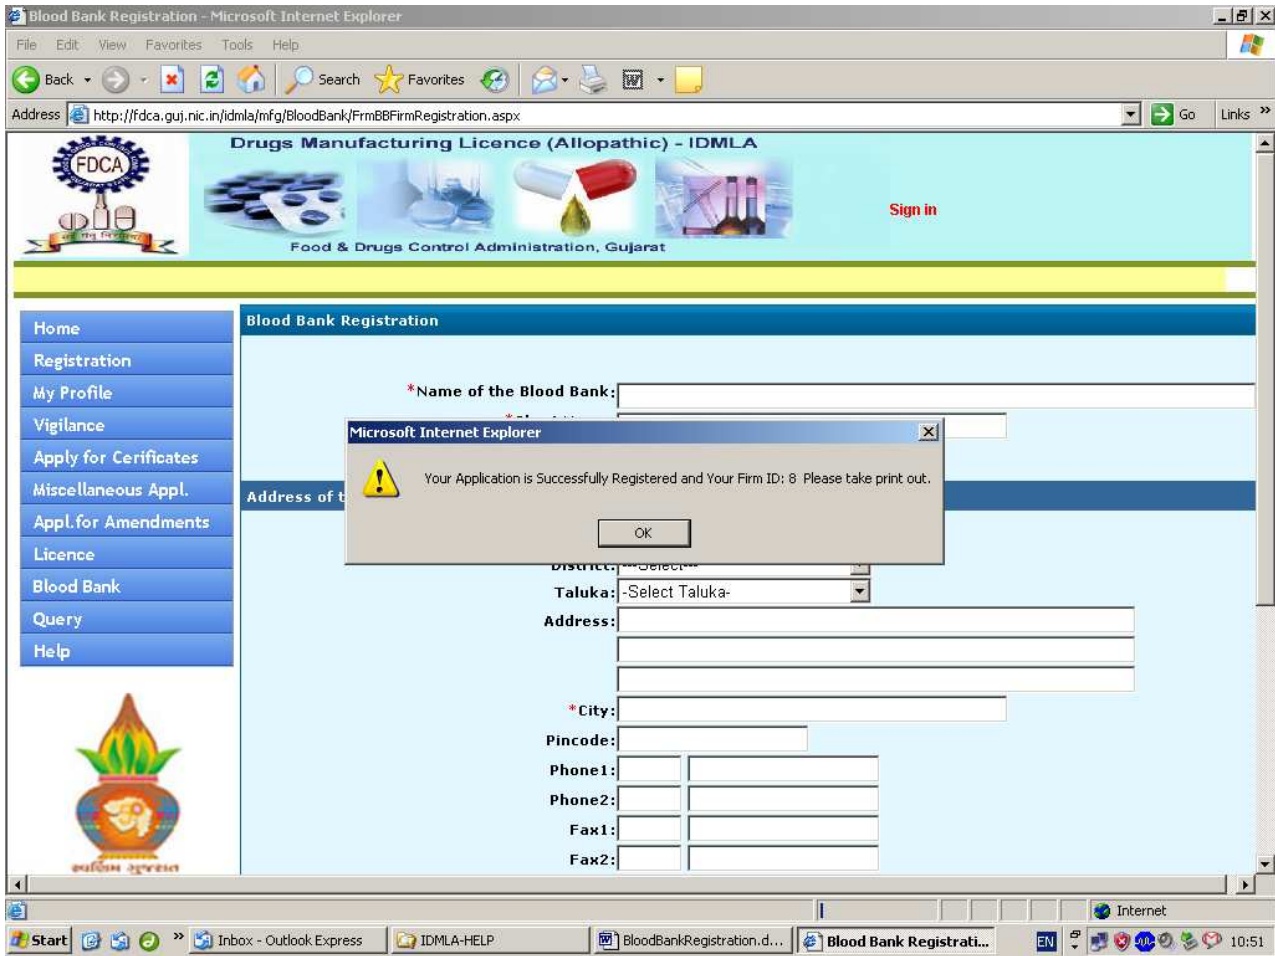 Blood Bank Registration - Microsoft Internet Explorer
File Edit View Favorites Tools Help
Back Search Favorites
Address http://fdca.guj.nic.in/idmla/mfg/BloodBank/FrmBBFirmRegistration.aspx Go Links »
Drugs Manufacturing Licence (Allopathic) - IDMLA
FDCA
Sign in
Food & Drugs Control Administration, Gujarat
Home
Registration
My Profile
Vigilance
Apply for Cerificates
Miscellaneous Appl.
Appl.for Amendments
Licence
Blood Bank
Query
Help
Blood Bank Registration
*Name of the Blood Bank:
Microsoft Internet Explorer
Your Application is Successfully Registered and Your Firm ID: 8 Please take print out.
OK
Address of t
District: ---Select---
Taluka: -Select Taluka-
Address:
*City:
Pincode:
Phone1:
Phone2:
Fax1:
Fax2:
Internet
Start » Inbox - Outlook Express IDMLA-HELP BloodBankRegistration.d... Blood Bank Registrati... EN 10:51